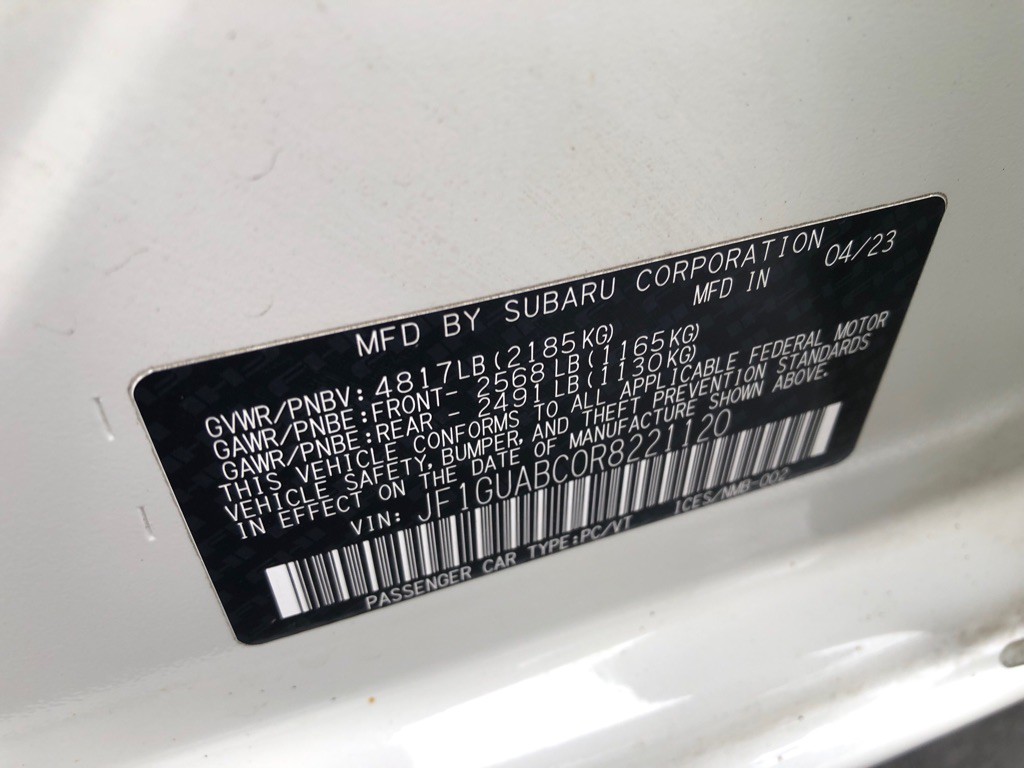 MFD BY SUBARU CORPORATION
MFD IN 04/23
GVWR/PNBV: 4817LB(2185KG)
GAWR/PNBE:FRONT- 2568LB(1165KG)
GAWR/PNBE:REAR - 2491LB(1130KG)
THIS VEHICLE CONFORMS TO ALL APPLICABLE FEDERAL MOTOR
VEHICLE SAFETY,BUMPER,AND THEFT PREVENTION STANDARDS
IN EFFECT ON THE DATE OF MANUFACTURE SHOWN ABOVE.
VIN: JF1GUABC0R8221120
PASSENGER CAR TYPE:PC/VT ICES/NMB-002